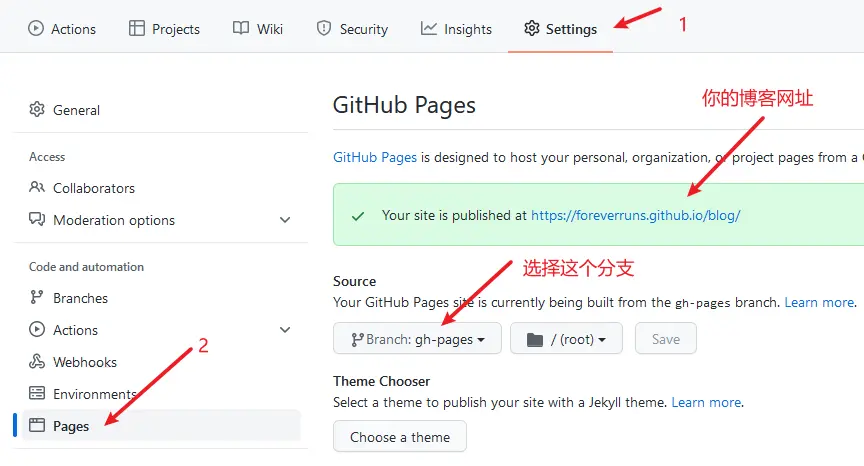 Actions Projects Wiki Security Insights Settings 1
General
Access
Collaborators
Moderation options
Code and automation
Branches
Actions
Webhooks
2
Environments
Pages
GitHub Pages
你的博客网址
GitHub Pages is designed to host your personal, organization, or project pages from a
Your site is published at https://foreverruns.github.io/blog/
选择这个分支
Source
Your GitHub Pages site is currently being built from the gh-pages branch. Learn more.
Branch: gh-pages / (root) Save
Theme Chooser
Select a theme to publish your site with a Jekyll theme. Learn more.
Choose a theme